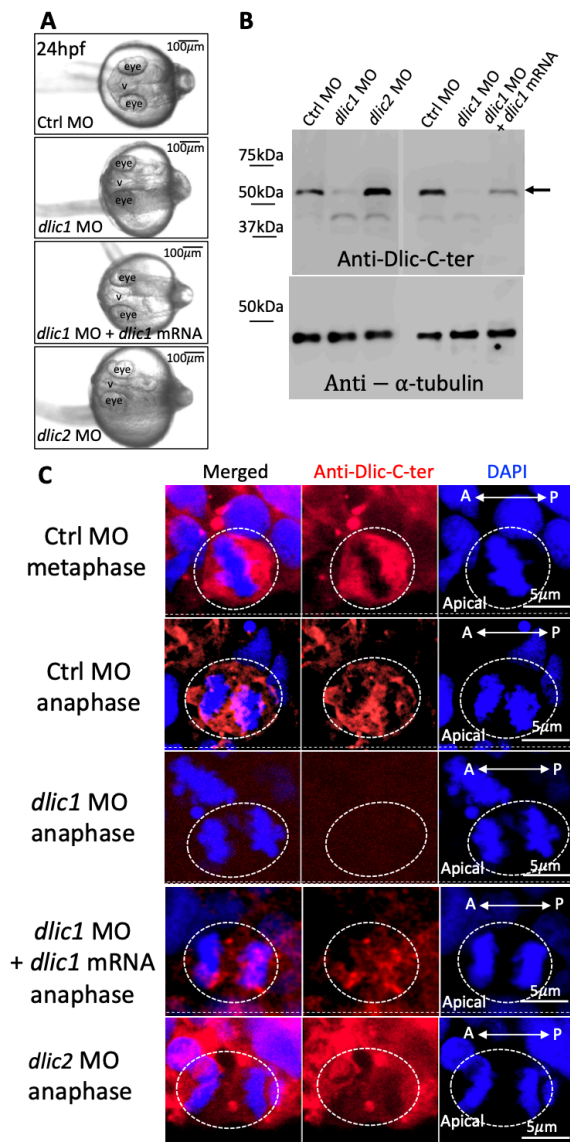 A
24hpf
100μm
eye
v
eye
Ctrl MO
100μm
eye
v
eye
dlic1 MO
100μm
eye
v
eye
dlic1 MO + dlic1 mRNA
100μm
eye
v
eye
dlic2 MO
B
Ctrl MO
dlic1 MO
dlic2 MO
Ctrl MO
dlic1 MO
dlic1 MO
+ dlic1 mRNA
75kDa
50kDa
37kDa
Anti-Dlic-C-ter
50kDa
Anti − α-tubulin
C
Merged Anti-Dlic-C-ter DAPI
Ctrl MO
metaphase
A P
Apical 5μm
Ctrl MO
anaphase
A P
Apical 5μm
dlic1 MO
anaphase
A P
Apical 5μm
dlic1 MO
+ dlic1 mRNA
anaphase
A P
Apical 5μm
dlic2 MO
anaphase
A P
Apical 5μm